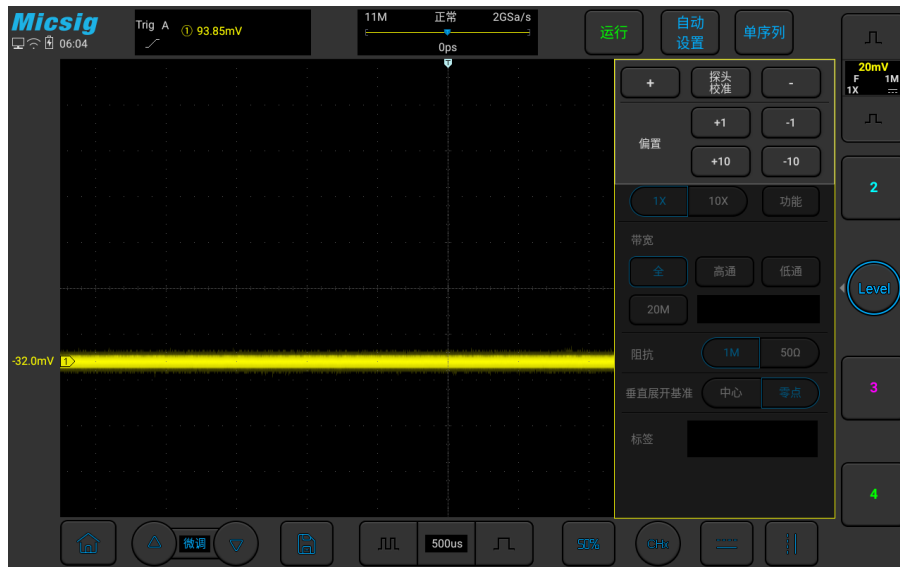 Micsig
06:04
Trig A ① 93.85mV
11M 正常 2GSa/s
0ps
运行
自动
设置
单序列
T
+
探头
校准
-
偏置
+1
-1
+10
-10
1X
10X
功能
带宽
全
高通
低通
20M
阻抗
1M
50Ω
垂直展开基准
中心
零点
标签
20mV
F 1M
1X
2
Level
3
4
-32.0mV
1
微调
500us
50%
CHx